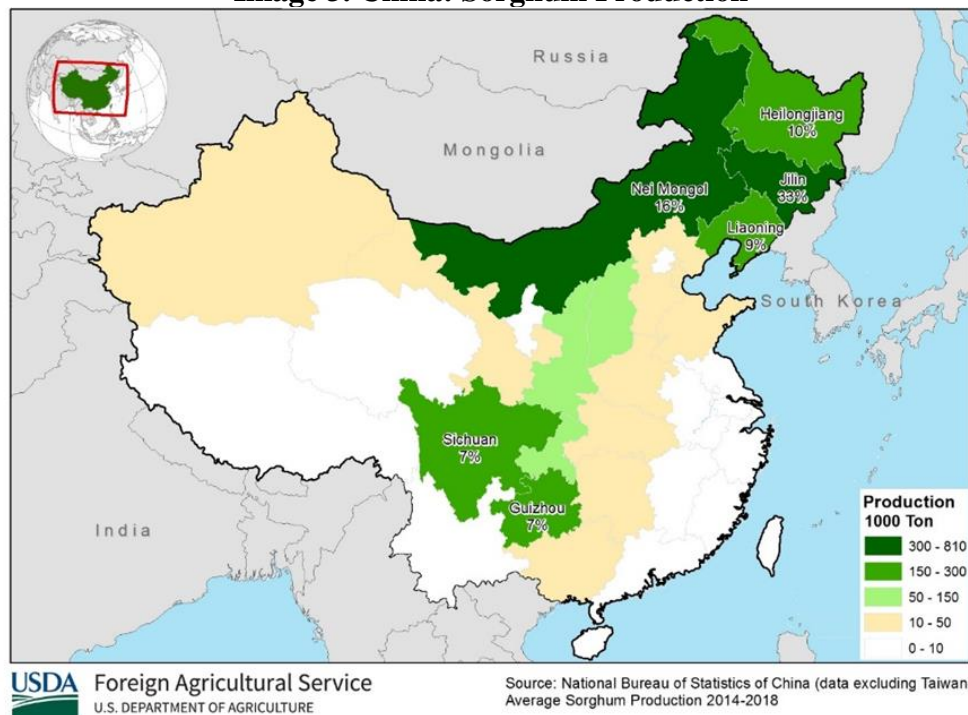 Image 3: China: Sorghum Production
Russia
Mongolia
Heilongjiang
10%
Jilin
33%
Nei Mongol
16%
Liaoning
9%
South Korea
Sichuan
7%
Guizhou
7%
India
Production
1000 Ton
300 - 810
150 - 300
50 - 150
10 - 50
0 - 10
USDA Foreign Agricultural Service
U.S. DEPARTMENT OF AGRICULTURE
Source: National Bureau of Statistics of China (data excluding Taiwan
Average Sorghum Production 2014-2018